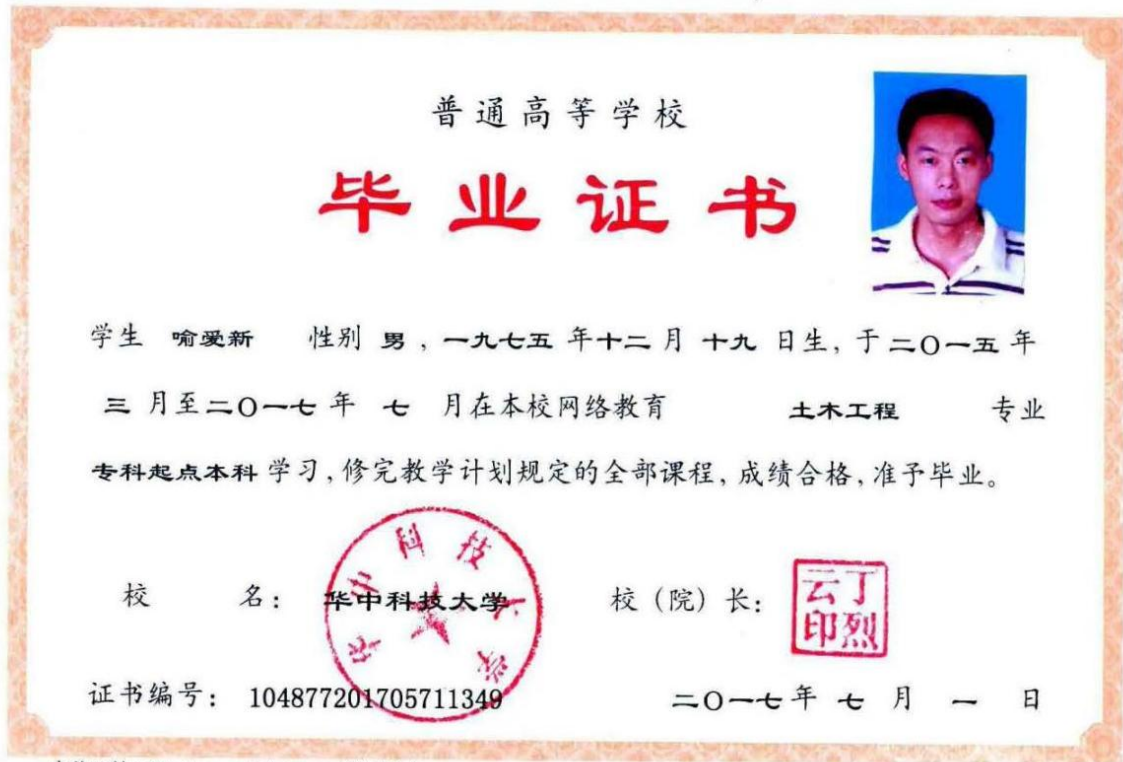 普通高等学校
毕业证书
学生 喻爱新 性别 男，一九七五 年十二月 十九 日生，于二〇一五 年
三 月至二〇一七 年 七 月在本校网络教育 土木工程 专业
专科起点本科 学习，修完教学计划规定的全部课程，成绩合格，准予毕业。
校 名： 华中科技大学 校（院）长：
华中科技大学
丁烈云印
证书编号： 104877201705711349 二〇一七 年 七 月 一 日